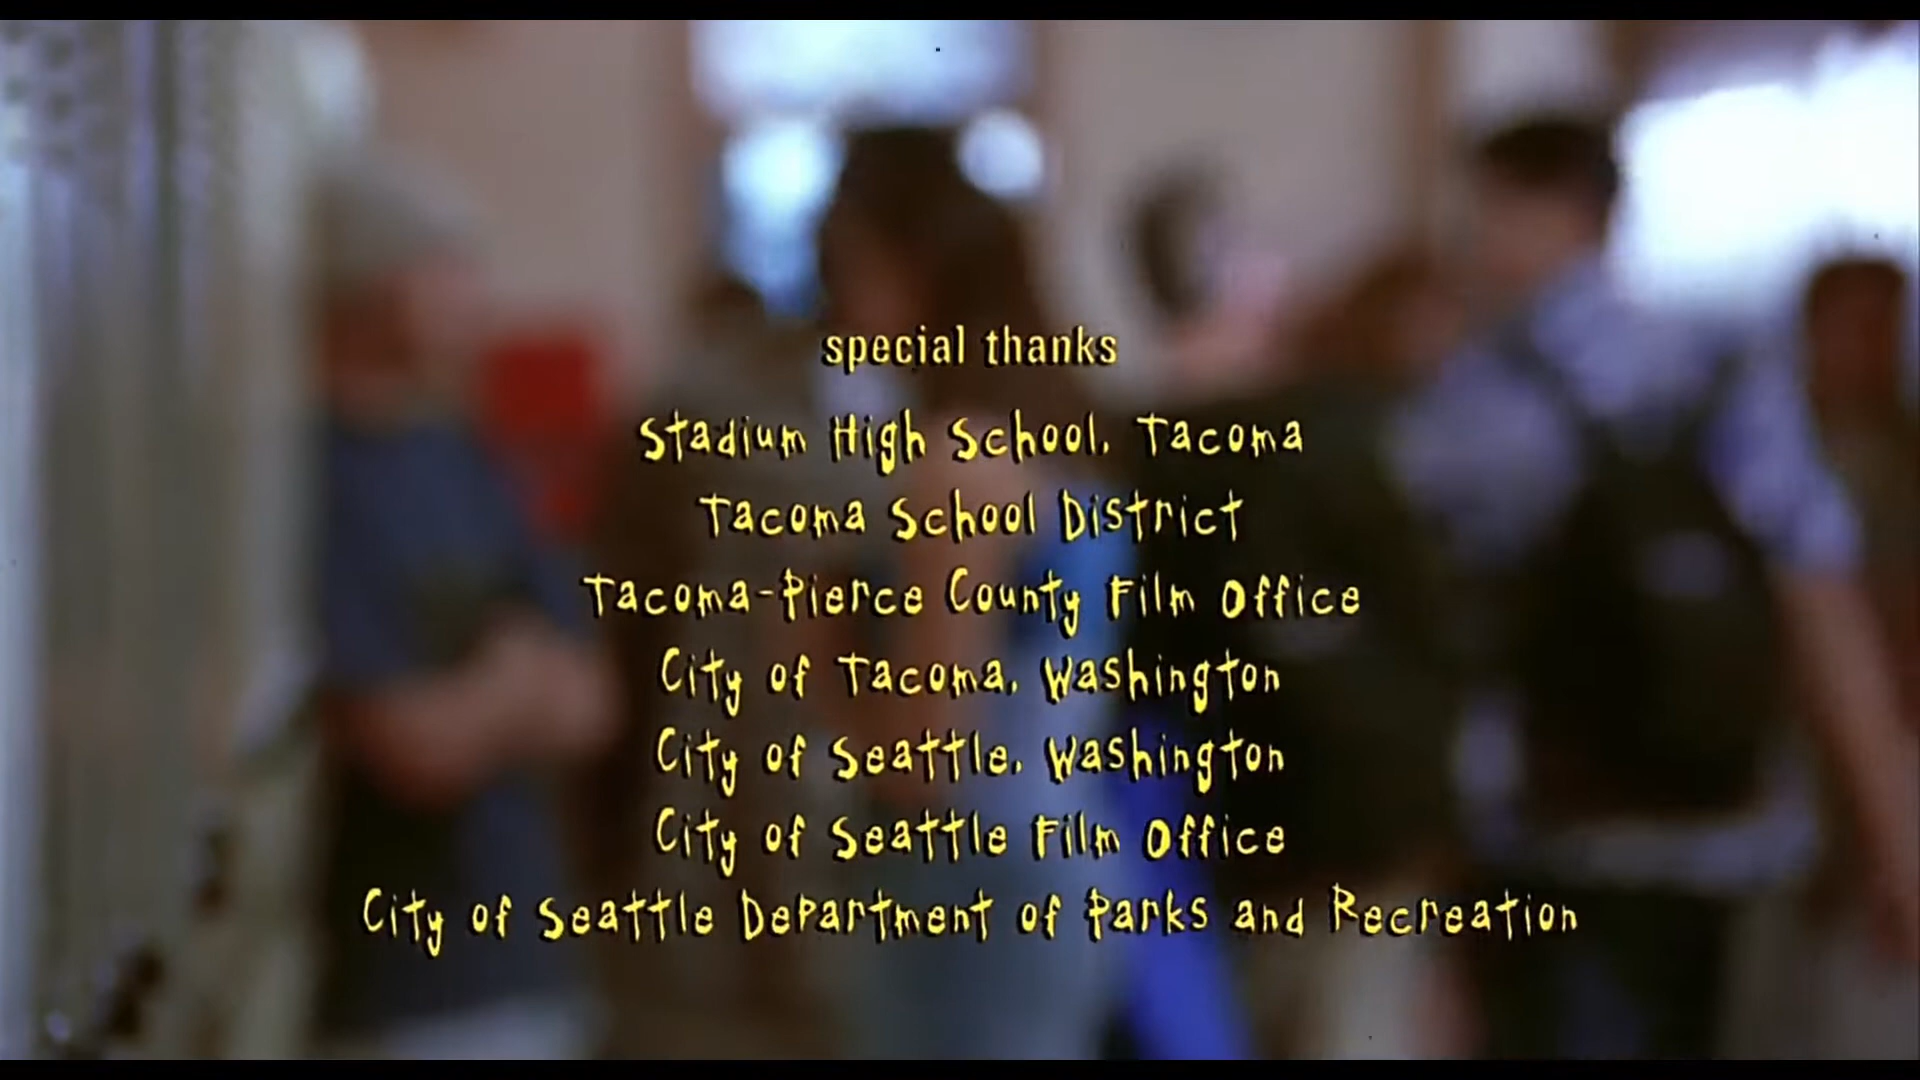 special thanks
Stadium High School, Tacoma
Tacoma School District
Tacoma-Pierce County Film Office
City of Tacoma, Washington
City of Seattle, Washington
City of Seattle Film Office
City of Seattle Department of Parks and Recreation